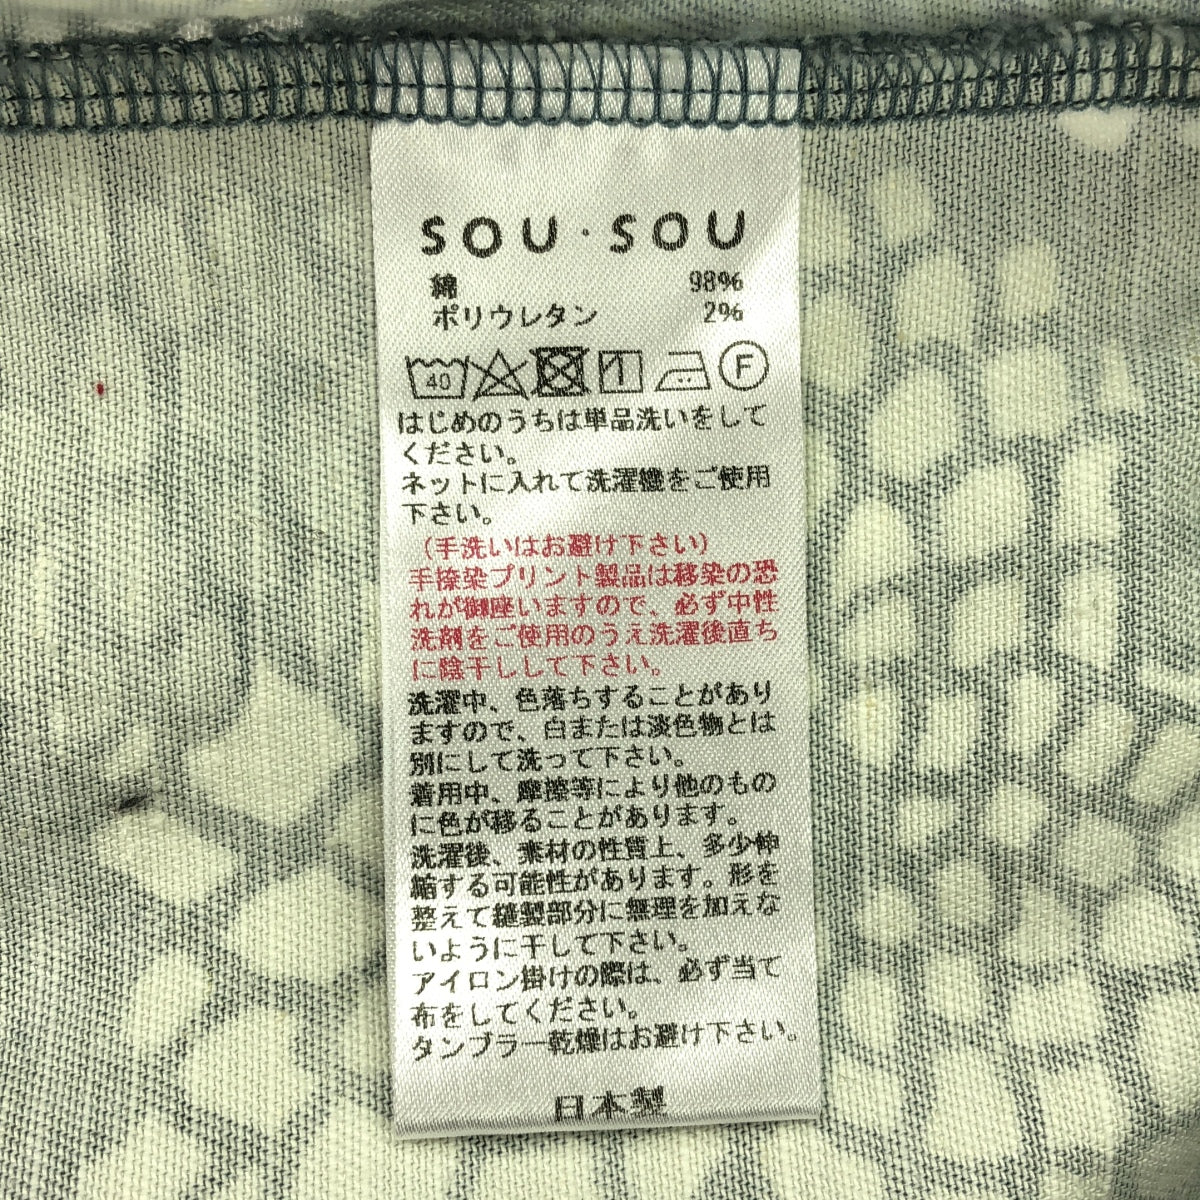 SOU・SOU
綿 98%
ポリウレタン 2%
40 F
はじめのうちは単品洗いをして
ください。
ネットに入れて洗濯機をご使用
下さい。
（手洗いはお避け下さい）
手捺染プリント製品は移染の恐
れが御座いますので、必ず中性
洗剤をご使用のうえ洗濯後直ち
に陰干しして下さい。
洗濯中、色落ちすることがあり
ますので、白または淡色物とは
別にして洗って下さい。
着用中、摩擦等により他のもの
に色が移ることがあります。
洗濯後、素材の性質上、多少伸
縮する可能性があります。形を
整えて縫製部分に無理を加えな
いように干して下さい。
アイロン掛けの際は、必ず当て
布をしてください。
タンブラー乾燥はお避け下さい。
日本製